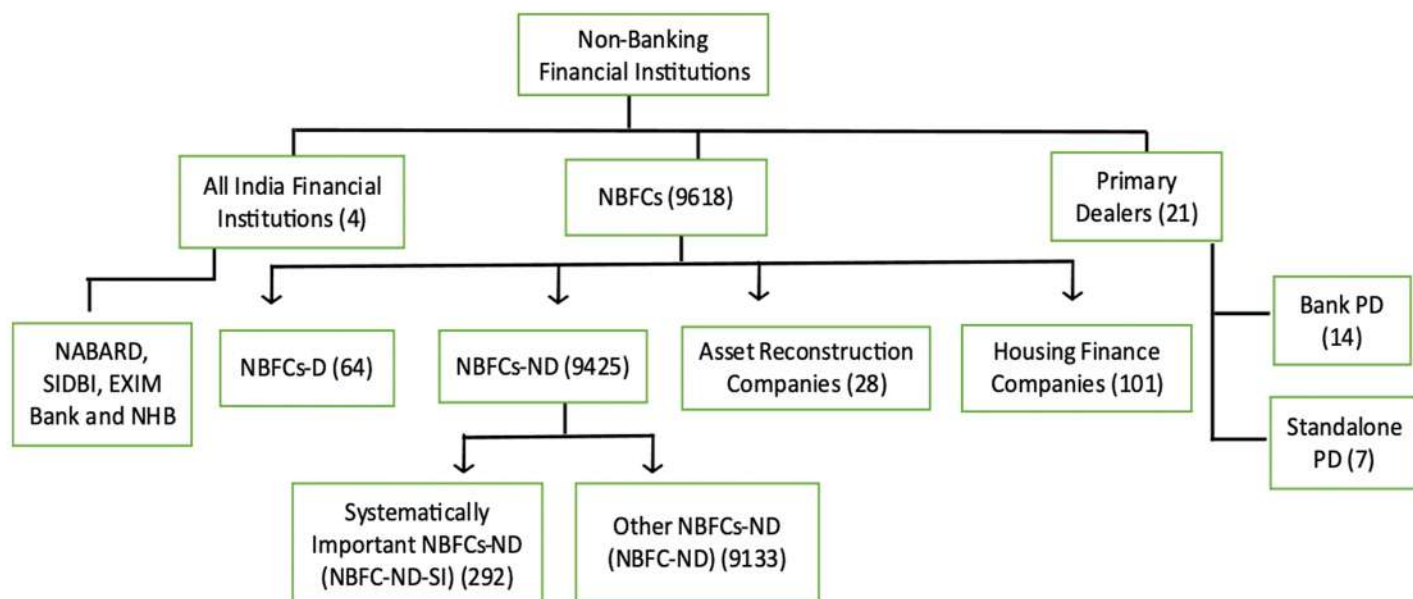 Non-Banking
Financial Institutions
All India Financial
Institutions (4)
NBFCs (9618)
Primary
Dealers (21)
NABARD,
SIDBI, EXIM
Bank and NHB
NBFCs-D (64)
NBFCs-ND (9425)
Asset Reconstruction
Companies (28)
Housing Finance
Companies (101)
Bank PD
(14)
Standalone
PD (7)
Systematically
Important NBFCs-ND
(NBFC-ND-SI) (292)
Other NBFCs-ND
(NBFC-ND) (9133)